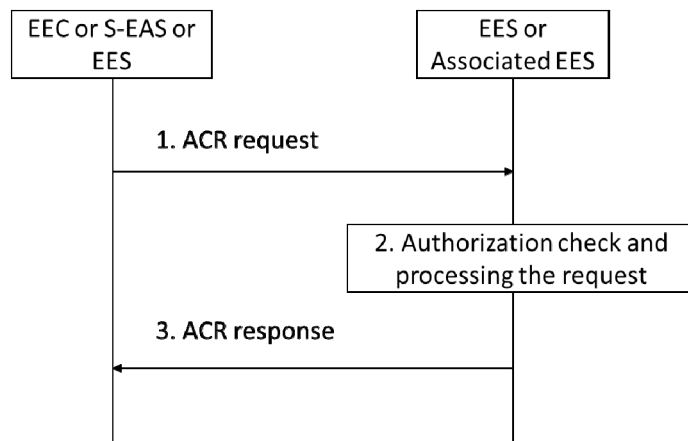 EEC or S-EAS or
EES
EES or
Associated EES
1. ACR request
2. Authorization check and
processing the request
3. ACR response